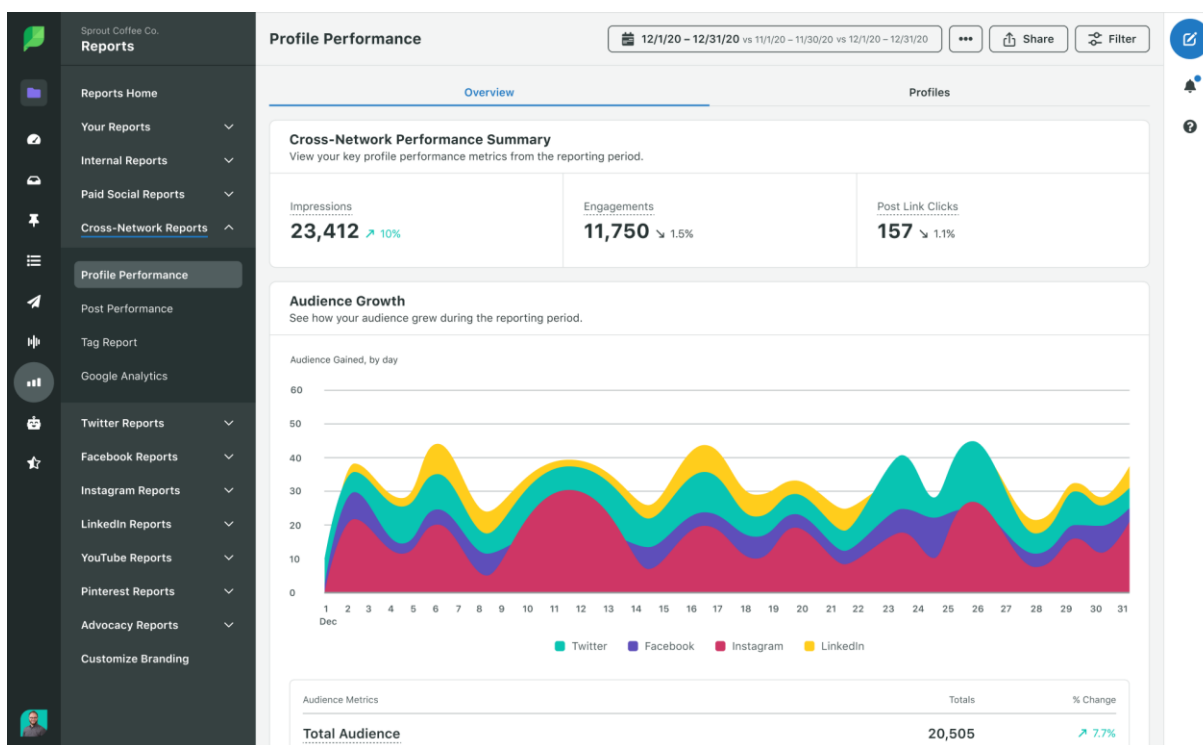 Sprout Coffee Co.
Reports
Reports Home
Your Reports
Internal Reports
Paid Social Reports
Cross-Network Reports
Profile Performance
Post Performance
Tag Report
Google Analytics
Twitter Reports
Facebook Reports
Instagram Reports
LinkedIn Reports
YouTube Reports
Pinterest Reports
Advocacy Reports
Customize Branding
Profile Performance
12/1/20 – 12/31/20 vs 11/1/20 – 11/30/20 vs 12/1/20 – 12/31/20
Share
Filter
Overview
Profiles
Cross-Network Performance Summary
View your key profile performance metrics from the reporting period.
Impressions
23,412 ↗ 10%
Engagements
11,750 ↘ 1.5%
Post Link Clicks
157 ↘ 1.1%
Audience Growth
See how your audience grew during the reporting period.
Audience Gained, by day
60
50
40
30
20
10
0
1 2 3 4 5 6 7 8 9 10 11 12 13 14 15 16 17 18 19 20 21 22 23 24 25 26 27 28 29 30 31
Dec
Twitter Facebook Instagram LinkedIn
Audience Metrics Totals % Change
Total Audience 20,505 ↗ 7.7%